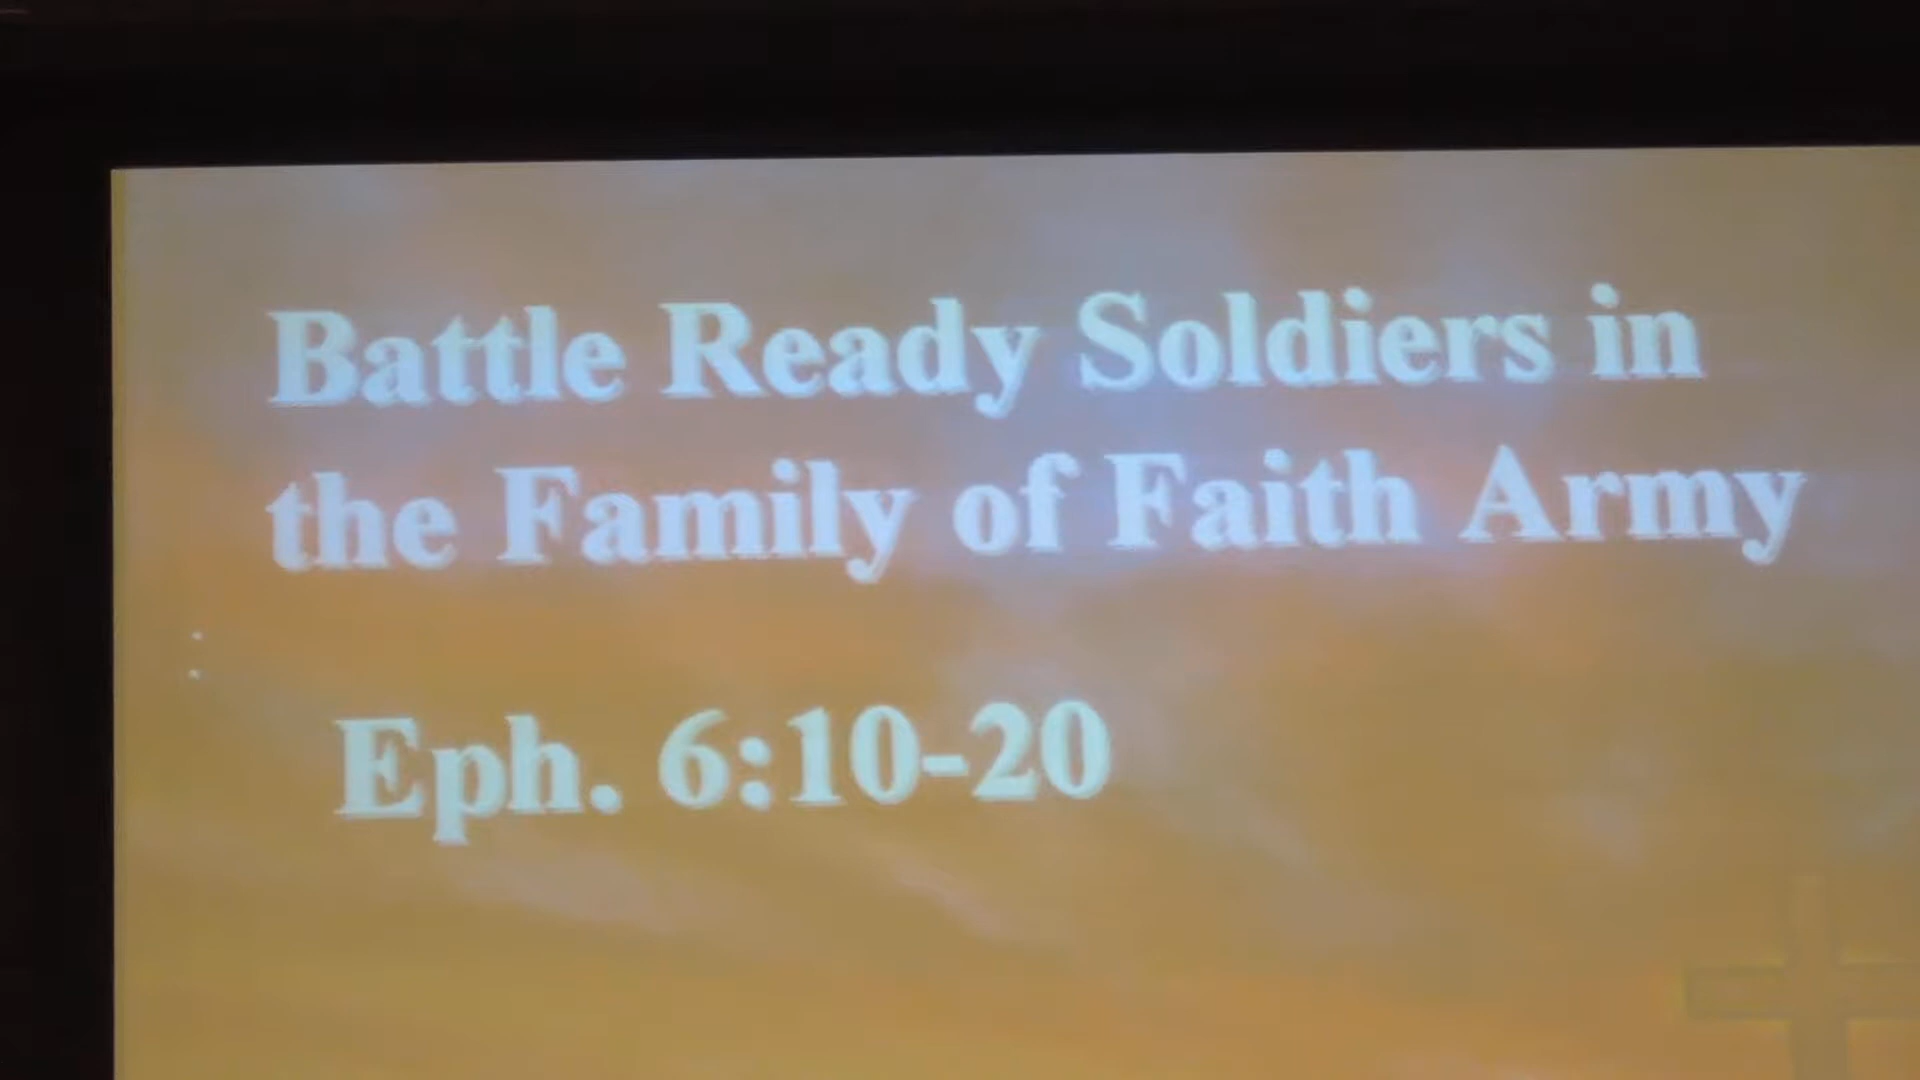 Battle Ready Soldiers in
the Family of Faith Army
:
Eph. 6:10-20